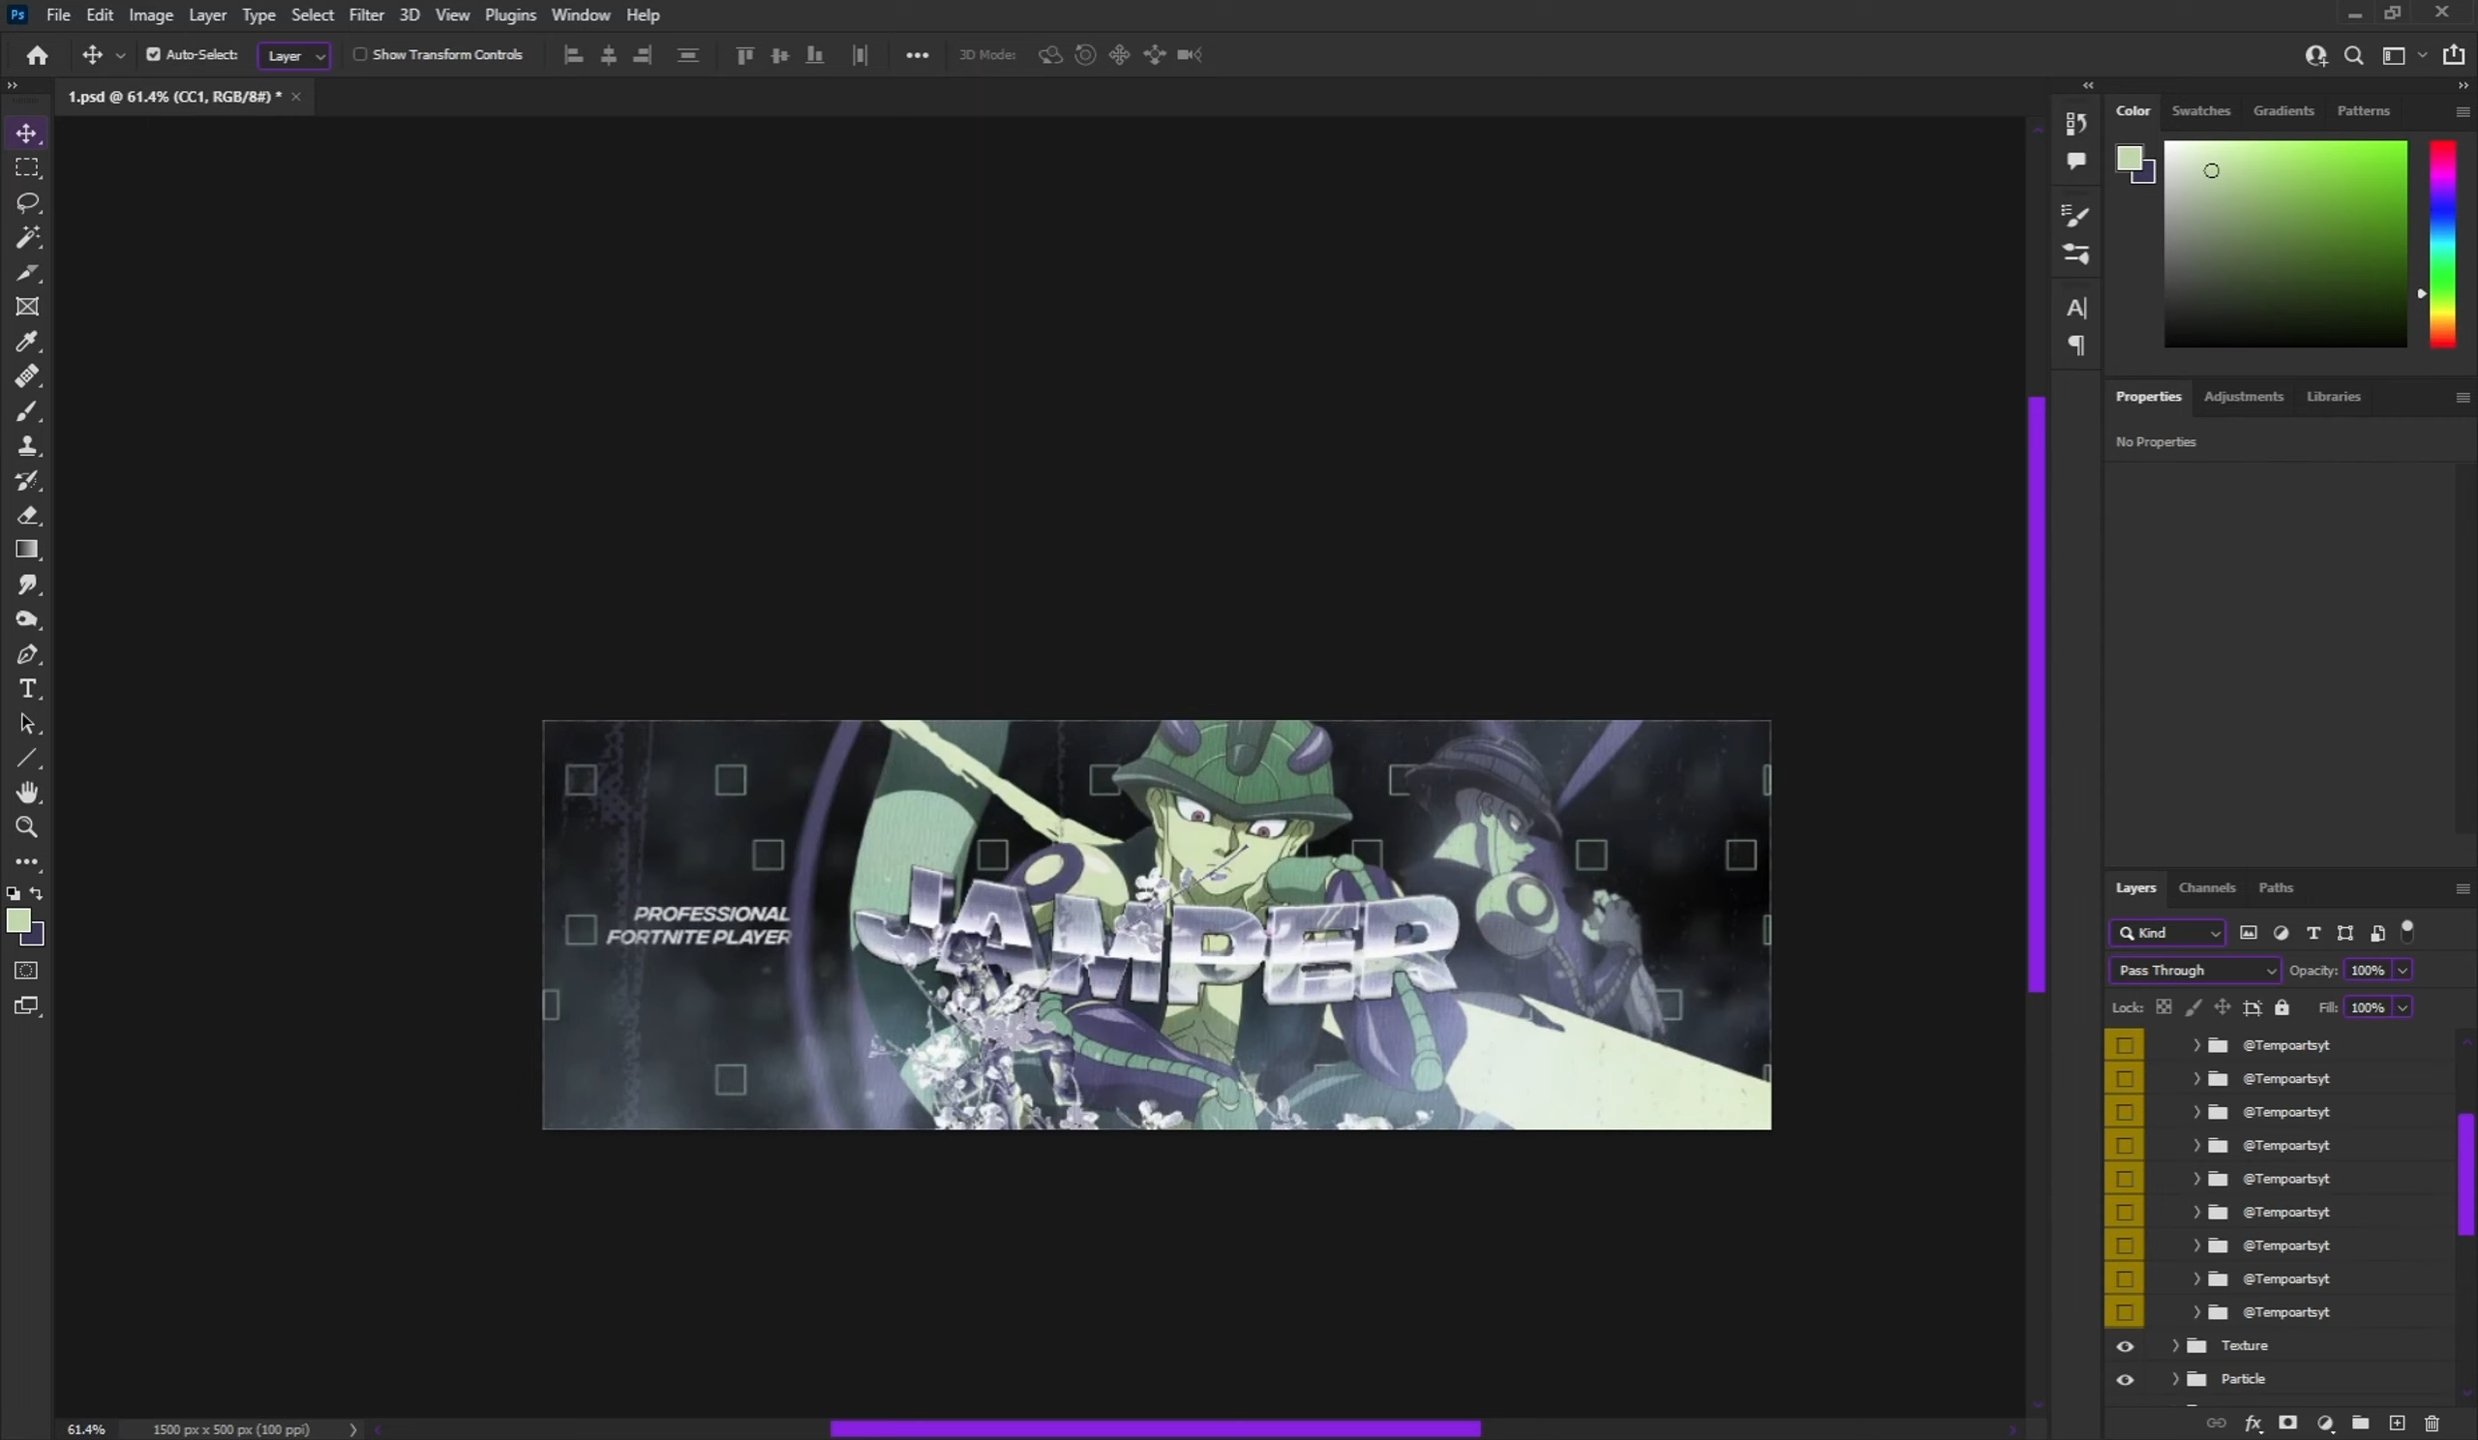 Ps File Edit Image Layer Type Select Filter 3D View Plugins Window Help
Auto-Select: Layer Show Transform Controls 3D Mode:
1.psd @ 61.4% (CC1, RGB/8#) *
Color Swatches Gradients Patterns
Properties Adjustments Libraries
No Properties
PROFESSIONAL
FORTNITE PLAYER
JAMPER
Layers Channels Paths
Kind
Pass Through Opacity: 100%
Lock: Fill: 100%
@Tempoartsyt
@Tempoartsyt
@Tempoartsyt
@Tempoartsyt
@Tempoartsyt
@Tempoartsyt
@Tempoartsyt
@Tempoartsyt
@Tempoartsyt
Texture
Particle
61.4% 1500 px x 500 px (100 ppi)